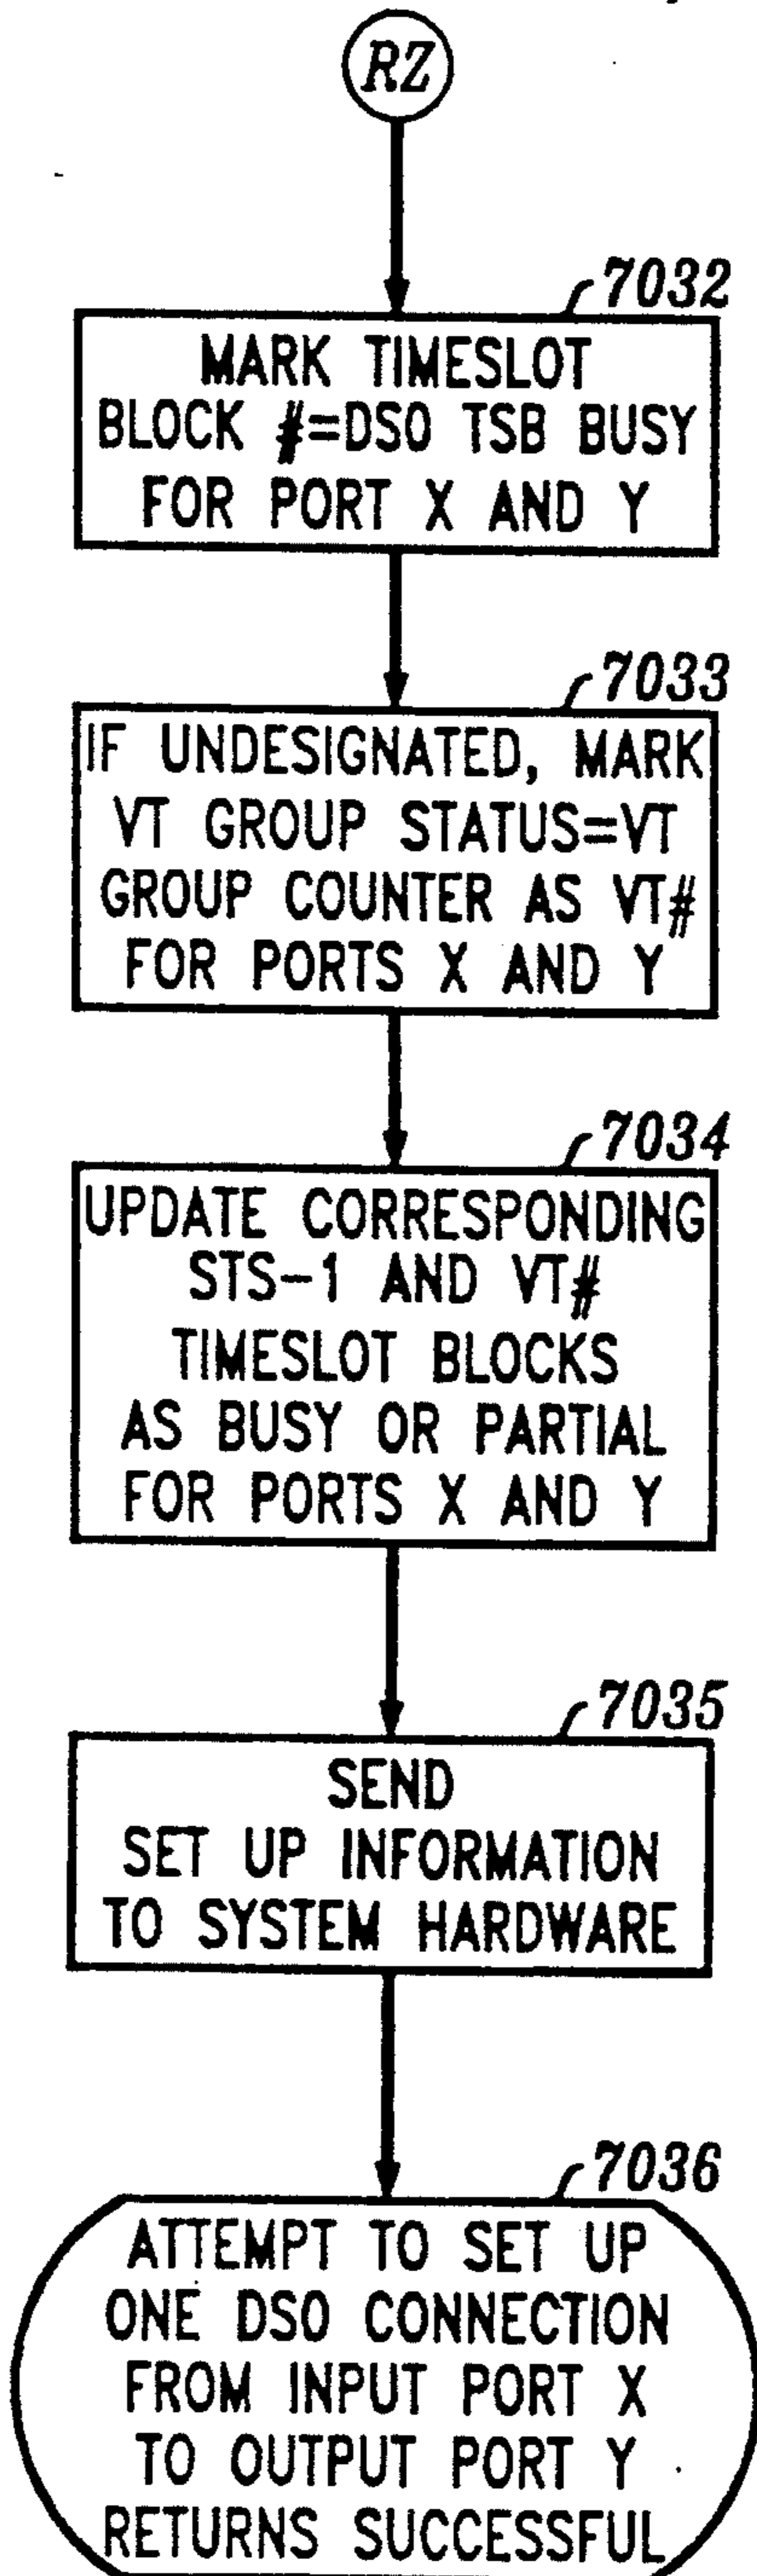 RZ
7032
MARK TIMESLOT
BLOCK #=DS0 TSB BUSY
FOR PORT X AND Y
7033
IF UNDESIGNATED, MARK
VT GROUP STATUS=VT
GROUP COUNTER AS VT#
FOR PORTS X AND Y
7034
UPDATE CORRESPONDING
STS-1 AND VT#
TIMESLOT BLOCKS
AS BUSY OR PARTIAL
FOR PORTS X AND Y
7035
SEND
SET UP INFORMATION
TO SYSTEM HARDWARE
7036
ATTEMPT TO SET UP
ONE DS0 CONNECTION
FROM INPUT PORT X
TO OUTPUT PORT Y
RETURNS SUCCESSFUL